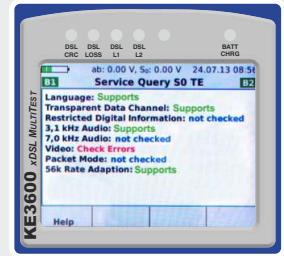 DSL CRC
DSL LOSS
DSL L1
DSL L2
BATT CHRG
ab: 0.00 V, S₀: 0.00 V 24.07.13 08:56
B1 Service Query S0 TE B2
Language: Supports
Transparent Data Channel: Supports
Restricted Digital Information: not checked
3,1 kHz Audio: Supports
7,0 kHz Audio: not checked
Video: Check Errors
Packet Mode: not checked
56k Rate Adaption: Supports
Help
KE3600 xDSL MULTITEST